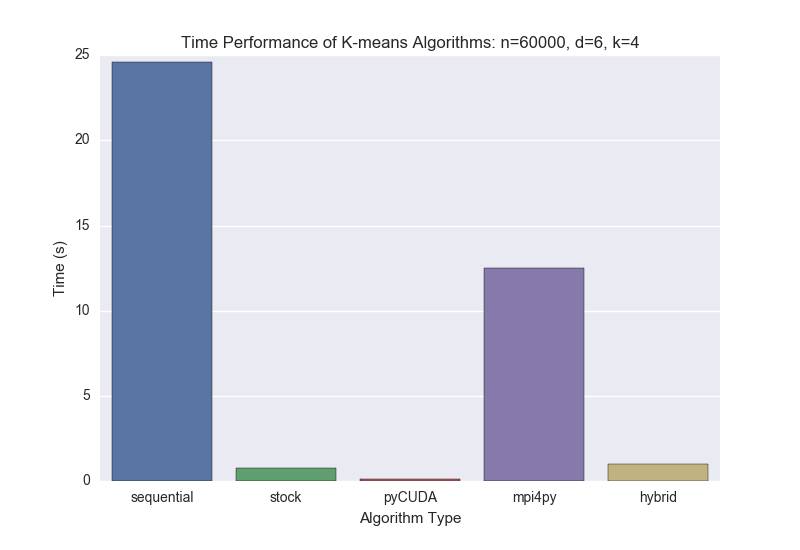 Time Performance of K-means Algorithms: n=60000, d=6, k=4
25
20
15
10
5
0
Time (s)
sequential stock pyCUDA mpi4py hybrid
Algorithm Type